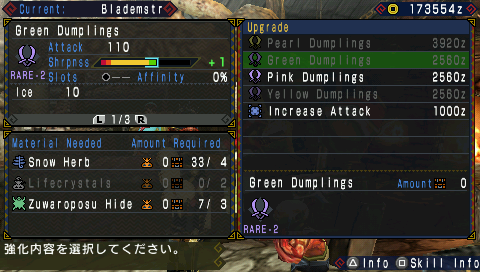 Current: Blademstr
173554z
Green Dumplings
Attack 110
Shrpnss +1
RARE-2 Slots ―― Affinity 0%
Ice 10
L 1/3 R
Upgrade
Pearl Dumplings 3920z
Green Dumplings 2560z
Pink Dumplings 2560z
Yellow Dumplings 2560z
Increase Attack 1000z
Material Needed Amount Required
Snow Herb 0 33/ 4
Lifecrystals 0 0/ 2
Zuwaroposu Hide 0 7/ 3
Green Dumplings Amount 0
RARE-2
強化内容を選択してください。
Info Skill Info